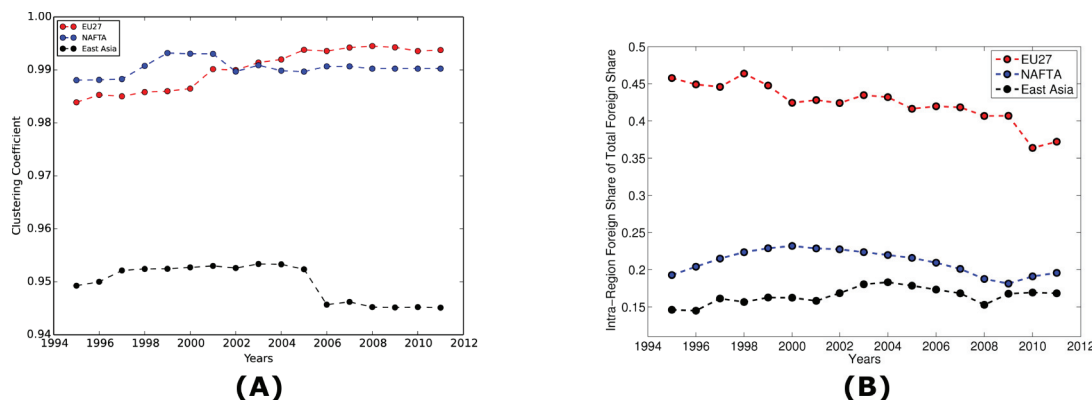 1.00
0.99
0.98
0.97
0.96
0.95
0.94
Clustering Coefficient
EU27
NAFTA
East Asia
1994 1996 1998 2000 2002 2004 2006 2008 2010 2012
Years
(A)
0.5
0.45
0.4
0.35
0.3
0.25
0.2
0.15
Intra-Region Foreign Share of Total Foreign Share
EU27
NAFTA
East Asia
1994 1996 1998 2000 2002 2004 2006 2008 2010 2012
Years
(B)